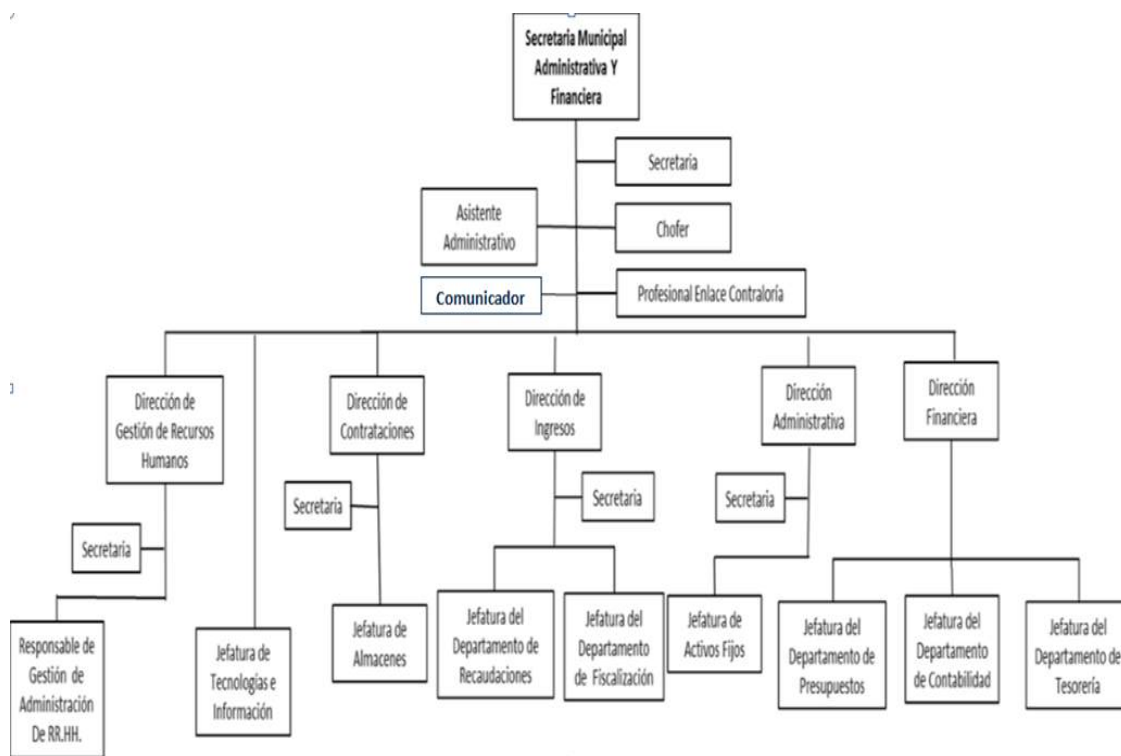 Secretaria Municipal
Administrativa Y
Financiera
Secretaria
Asistente
Administrativo
Chofer
Comunicador
Profesional Enlace Contraloría
Dirección de
Gestión de Recursos
Humanos
Dirección de
Contrataciones
Dirección de
Ingresos
Dirección
Administrativa
Dirección
Financiera
Secretaria
Secretaria
Secretaria
Secretaria
Responsable de
Gestión de
Administración
De RR.HH.
Jefatura de
Tecnologías e
Información
Jefatura de
Almacenes
Jefatura del
Departamento de
Recaudaciones
Jefatura del
Departamento
de Fiscalización
Jefatura de
Activos Fijos
Jefatura del
Departamento de
Presupuestos
Jefatura del
Departamento
de Contabilidad
Jefatura del
Departamento de
Tesorería